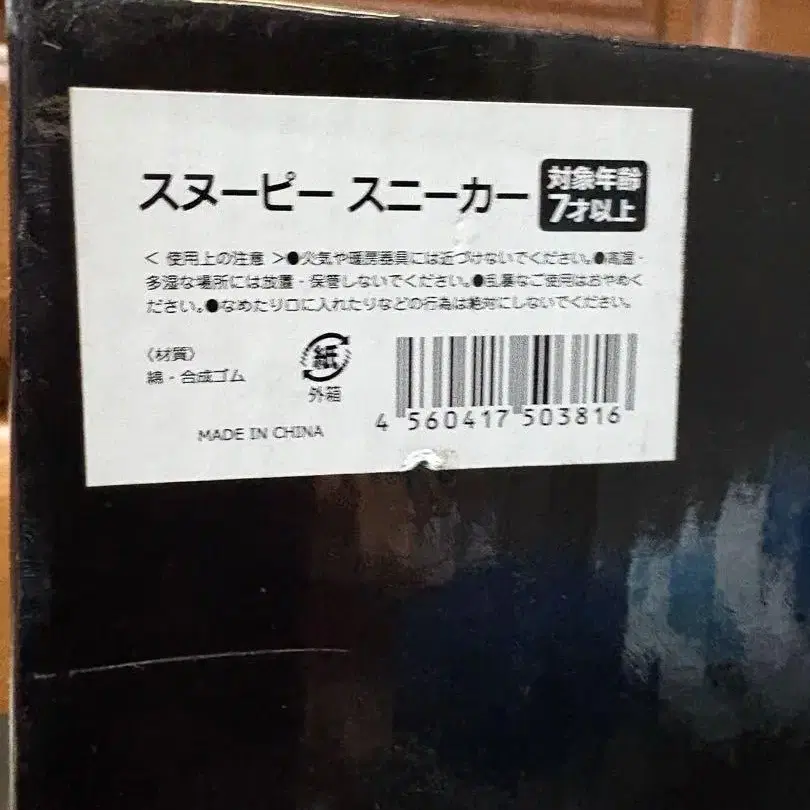 スヌーピー スニーカー
対象年齢
7才以上
< 使用上の注意 >●火気や暖房器具には近づけないでください。●高温・
多湿な場所には放置・保管しないでください。●乱暴なご使用はおやめく
ださい。●なめたり口に入れたりなどの行為は絶対にしないでください。
〈材質〉
綿・合成ゴム
紙
外箱
MADE IN CHINA
4 560417 503816